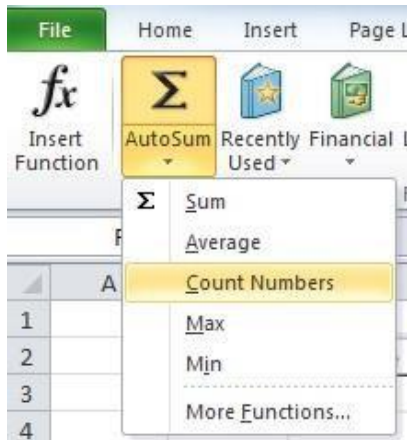 File Home Insert Page L
fx Σ
Insert AutoSum Recently Financial L
Function Used
Σ Sum
Average
Count Numbers
Max
Min
More Functions...
A
1
2
3
4